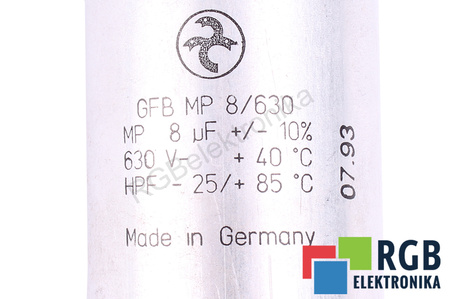 GFB MP 8/630
MP 8 µF +/- 10%
630 V- + 40 °C
HPF - 25/+ 85 °C
Made in Germany
07.93
RGBelektronika
RGB
ELEKTRONIKA